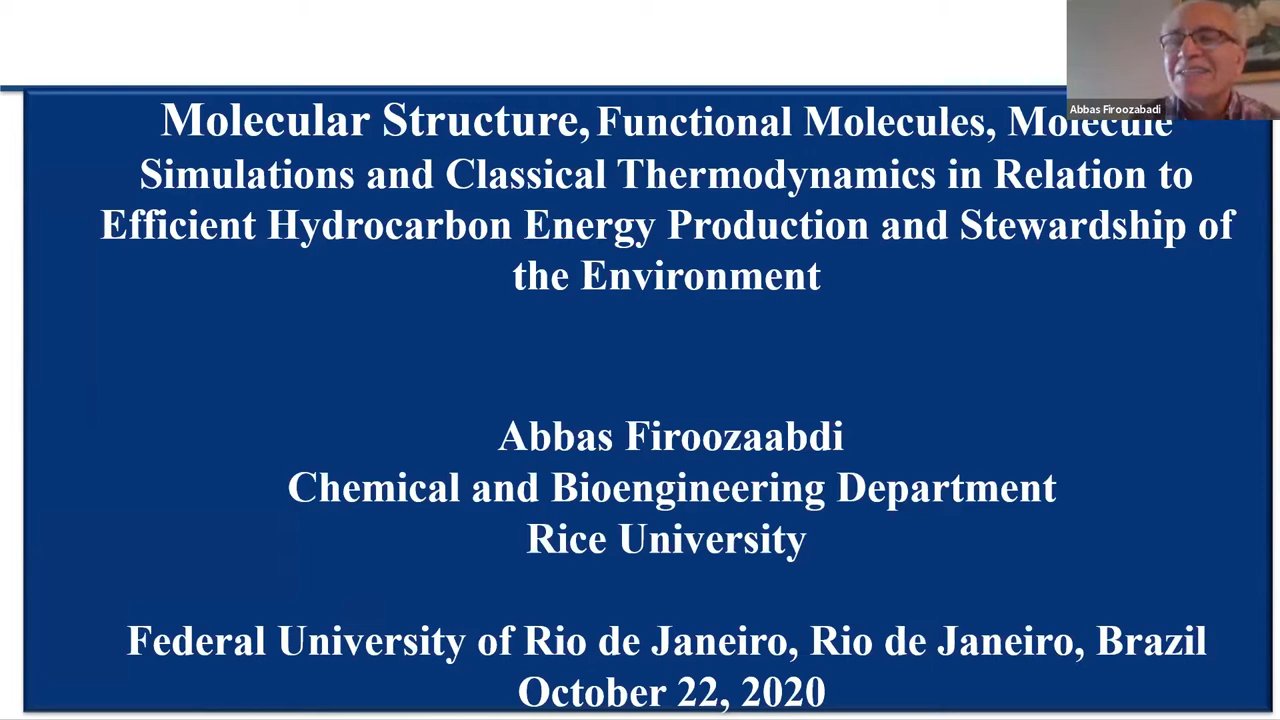 Abbas Firoozabadi
Molecular Structure, Functional Molecules, Molecule
Simulations and Classical Thermodynamics in Relation to
Efficient Hydrocarbon Energy Production and Stewardship of
the Environment
Abbas Firoozaabdi
Chemical and Bioengineering Department
Rice University
Federal University of Rio de Janeiro, Rio de Janeiro, Brazil
October 22, 2020